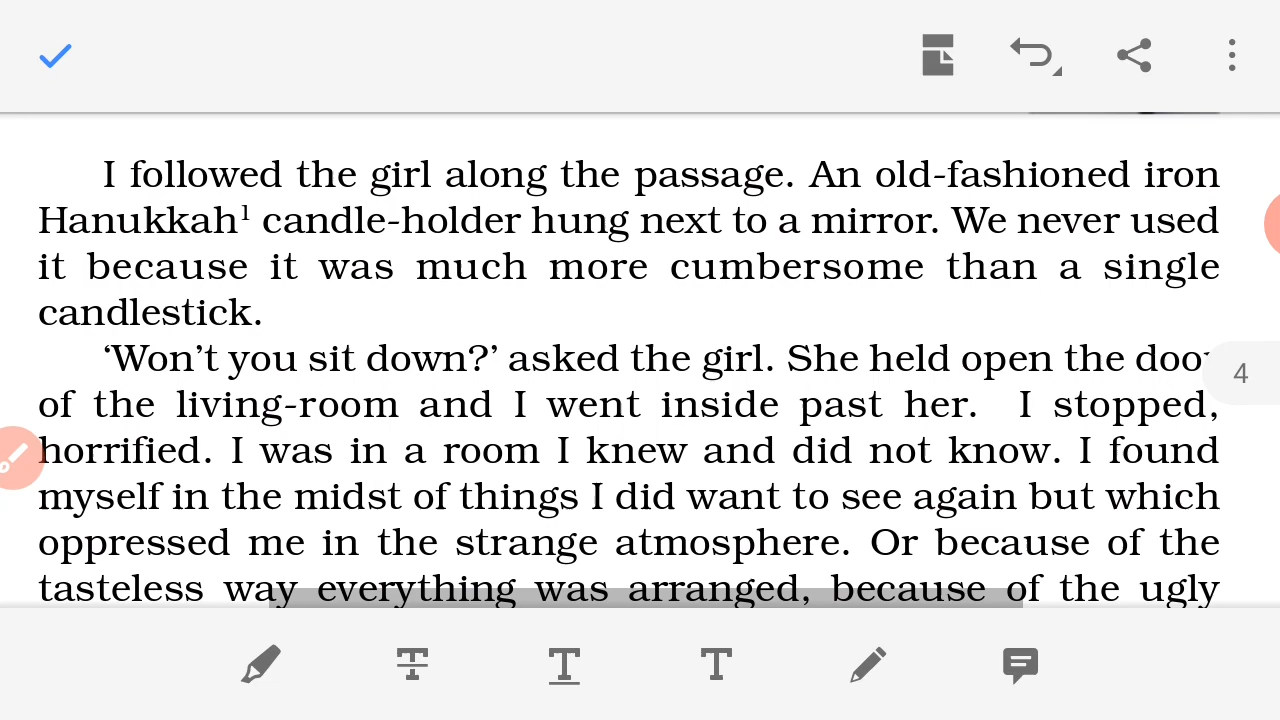 I followed the girl along the passage. An old-fashioned iron
Hanukkah¹ candle-holder hung next to a mirror. We never used
it because it was much more cumbersome than a single
candlestick.
‘Won’t you sit down?’ asked the girl. She held open the door
of the living-room and I went inside past her. I stopped,
horrified. I was in a room I knew and did not know. I found
myself in the midst of things I did want to see again but which
oppressed me in the strange atmosphere. Or because of the
tasteless way everything was arranged, because of the ugly
4